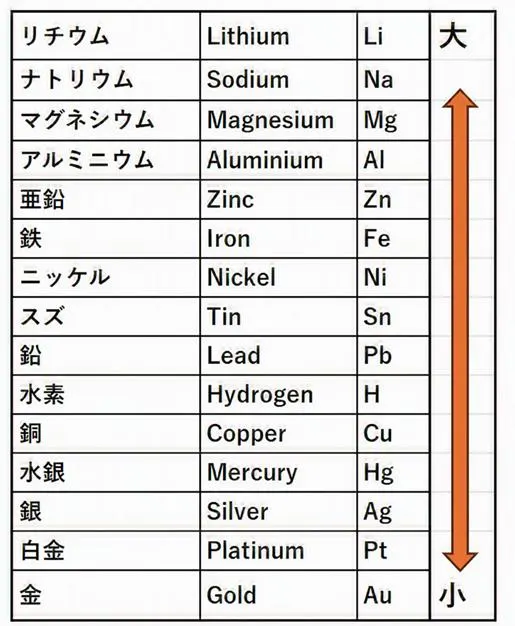 リチウム Lithium Li 大
ナトリウム Sodium Na
マグネシウム Magnesium Mg
アルミニウム Aluminium Al
亜鉛 Zinc Zn
鉄 Iron Fe
ニッケル Nickel Ni
スズ Tin Sn
鉛 Lead Pb
水素 Hydrogen H
銅 Copper Cu
水銀 Mercury Hg
銀 Silver Ag
白金 Platinum Pt
金 Gold Au 小